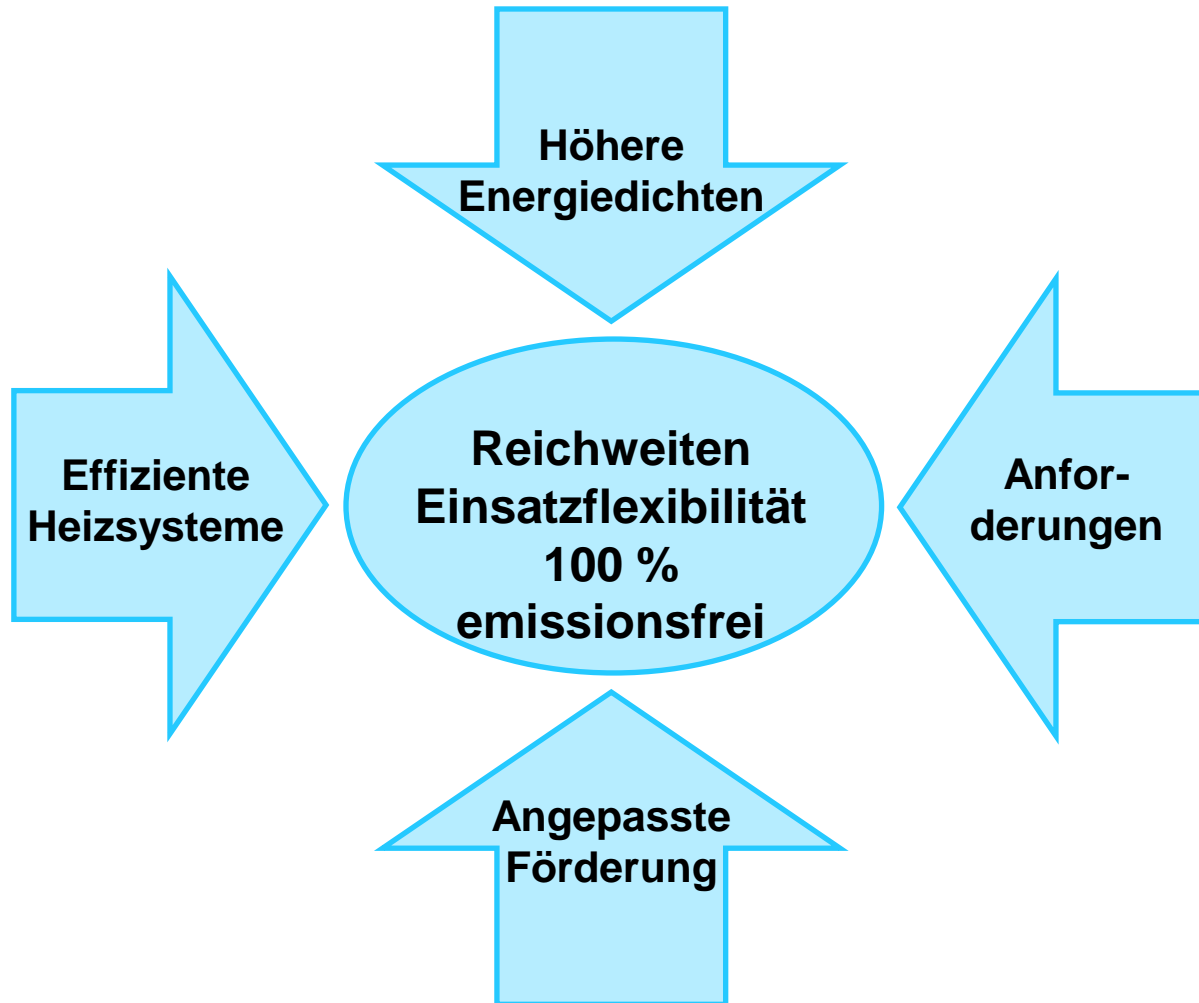 Höhere
Energiedichten
Effiziente
Heizsysteme
Reichweiten
Einsatzflexibilität
100 %
emissionsfrei
Anfor-
derungen
Angepasste
Förderung